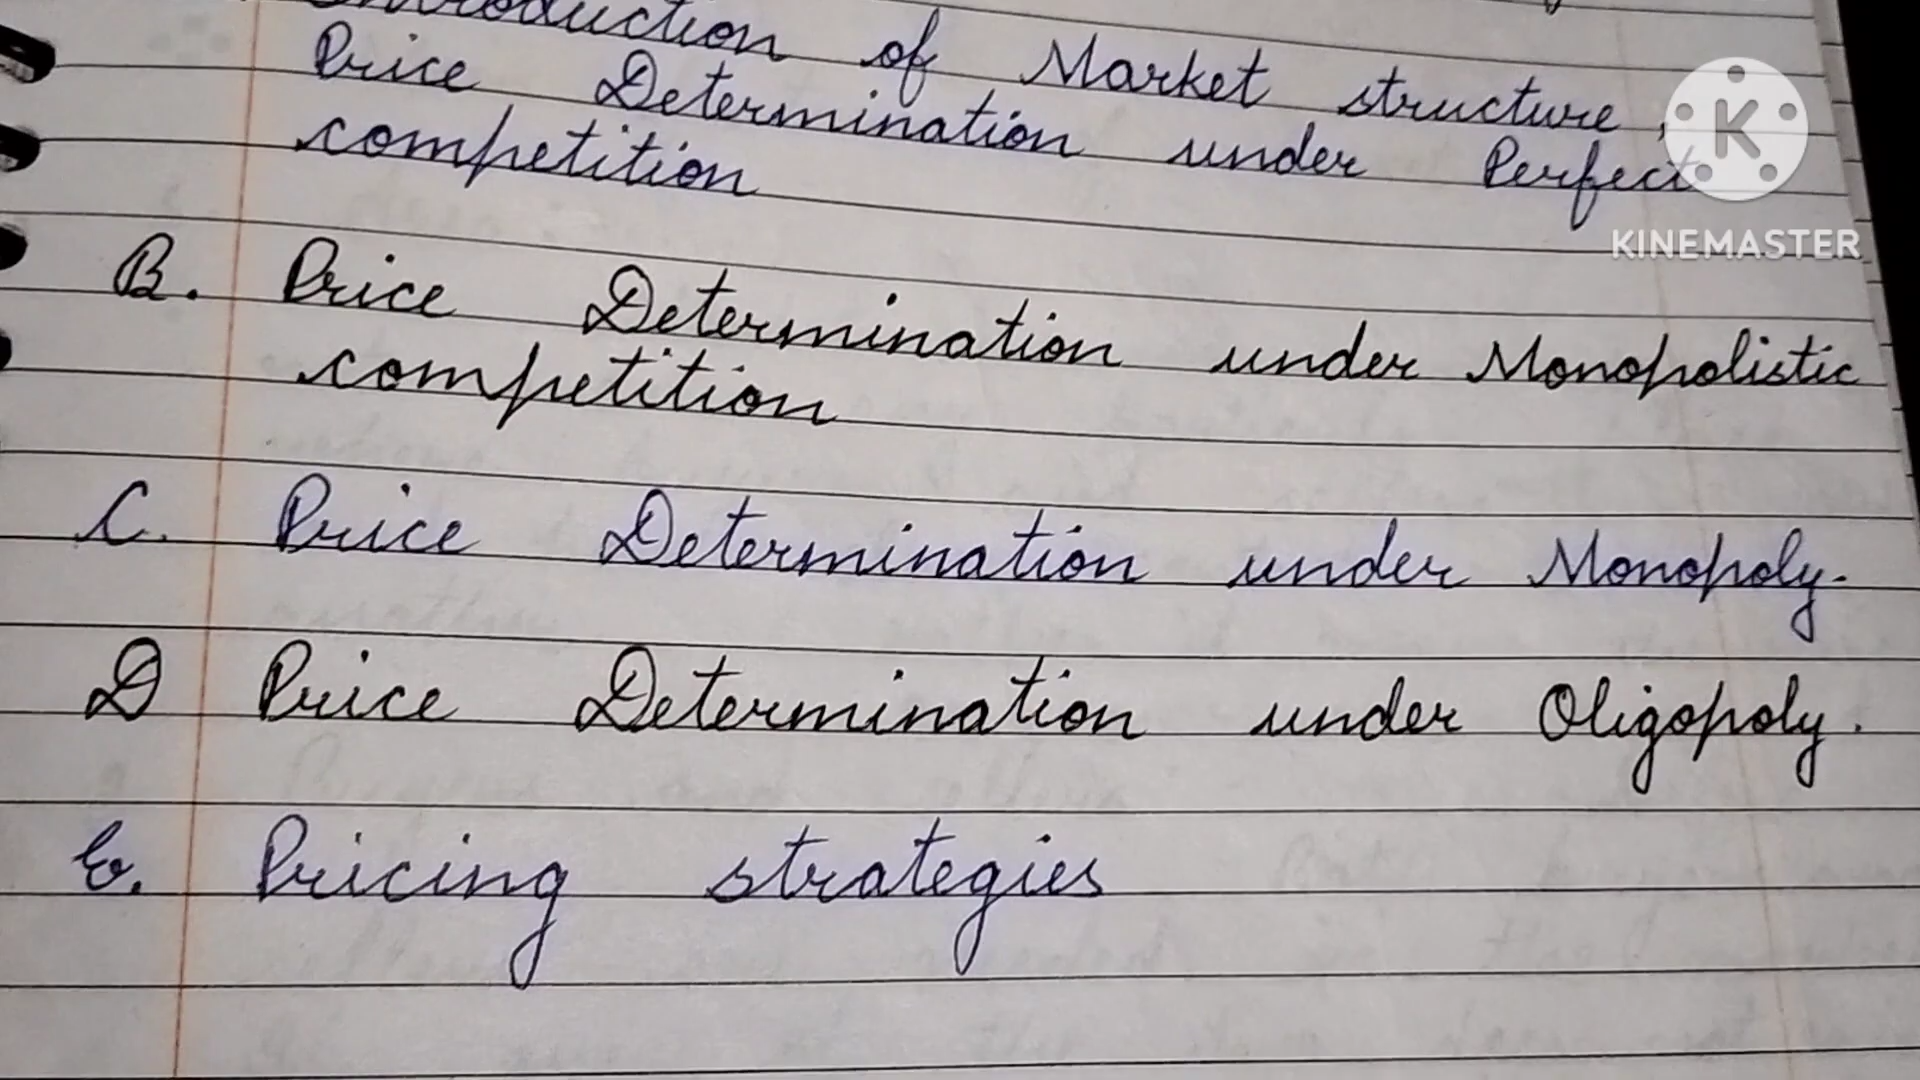 Introduction of Market structure,
Price Determination under Perfect
competition
B. Price Determination under Monopolistic
competition
C. Price Determination under Monopoly.
D Price Determination under Oligopoly.
E. Pricing strategies
K
KINEMASTER